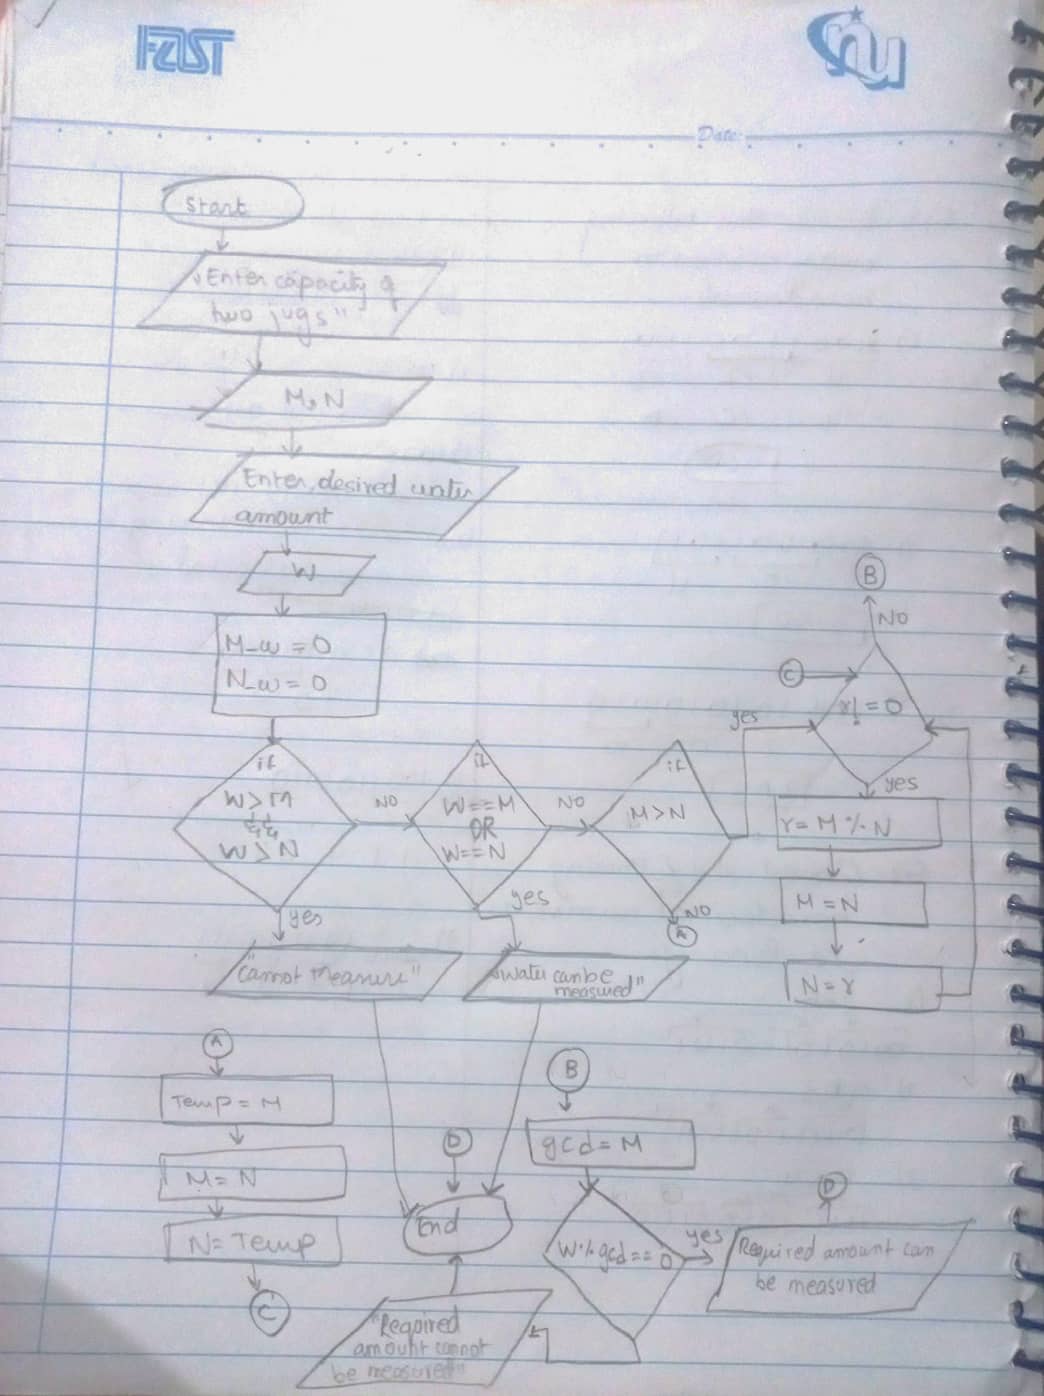 FAST
nu
Date:
Start
"Enter capacity of
two jugs"
M, N
Enter desired water
amount
W
M_w = 0
N_w = 0
if
W > M
&&
W > N
NO
yes
"Cannot Measure"
if
W==M
OR
W==N
NO
yes
"Water can be
measured"
if
M>N
yes
NO
A
B
NO
C
r!=0
yes
r= M % N
M = N
N = r
A
Temp = M
M = N
N = Temp
C
D
End
B
gcd = M
W % gcd == 0
yes
D
Required amount can
be measured
"Required
amount cannot
be measured"